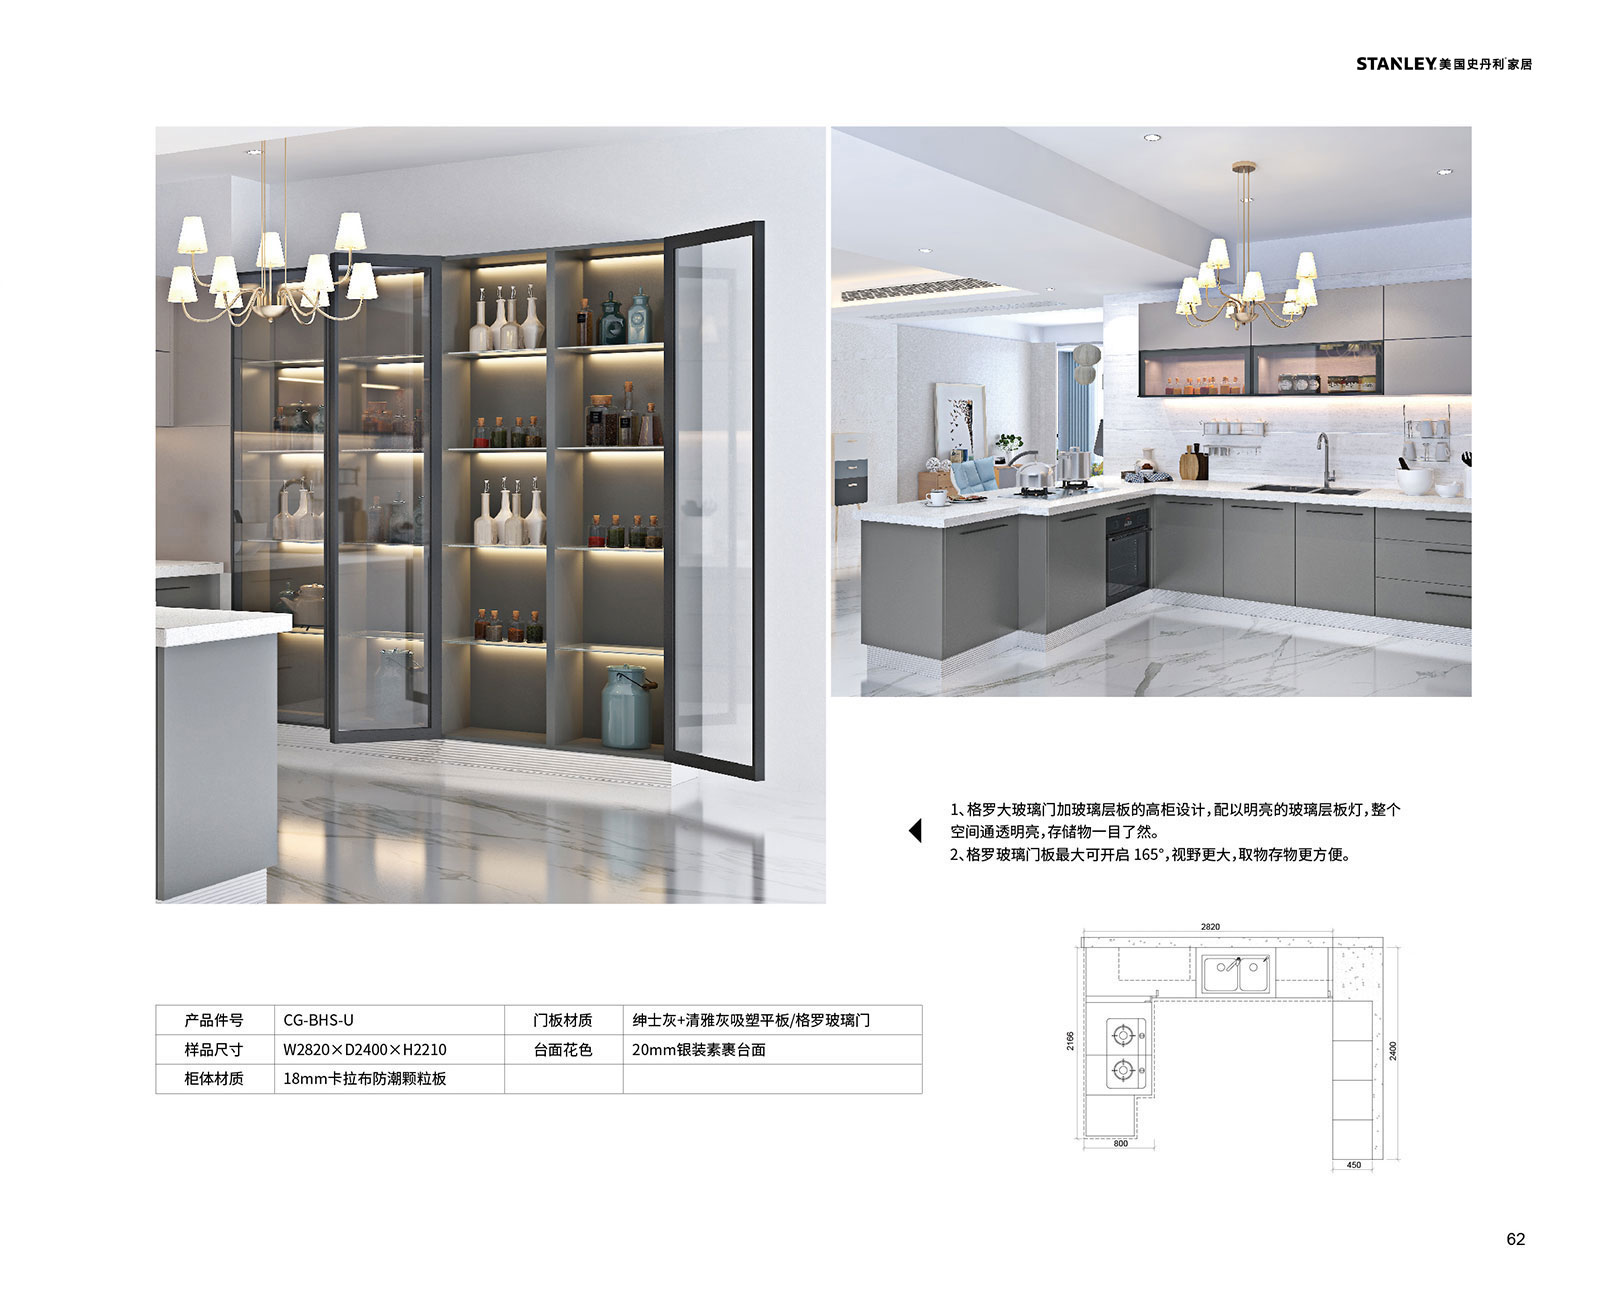 STANLEY. 美国史丹利家居
1、格罗大玻璃门加玻璃层板的高柜设计，配以明亮的玻璃层板灯，整个
空间通透明亮，存储物一目了然。
2、格罗玻璃门板最大可开启 165°，视野更大，取物存物更方便。
2820
2166
2400
800
450
产品件号 CG-BHS-U 门板材质 绅士灰+清雅灰吸塑平板/格罗玻璃门
样品尺寸 W2820×D2400×H2210 台面花色 20mm银装素裹台面
柜体材质 18mm卡拉布防潮颗粒板
62